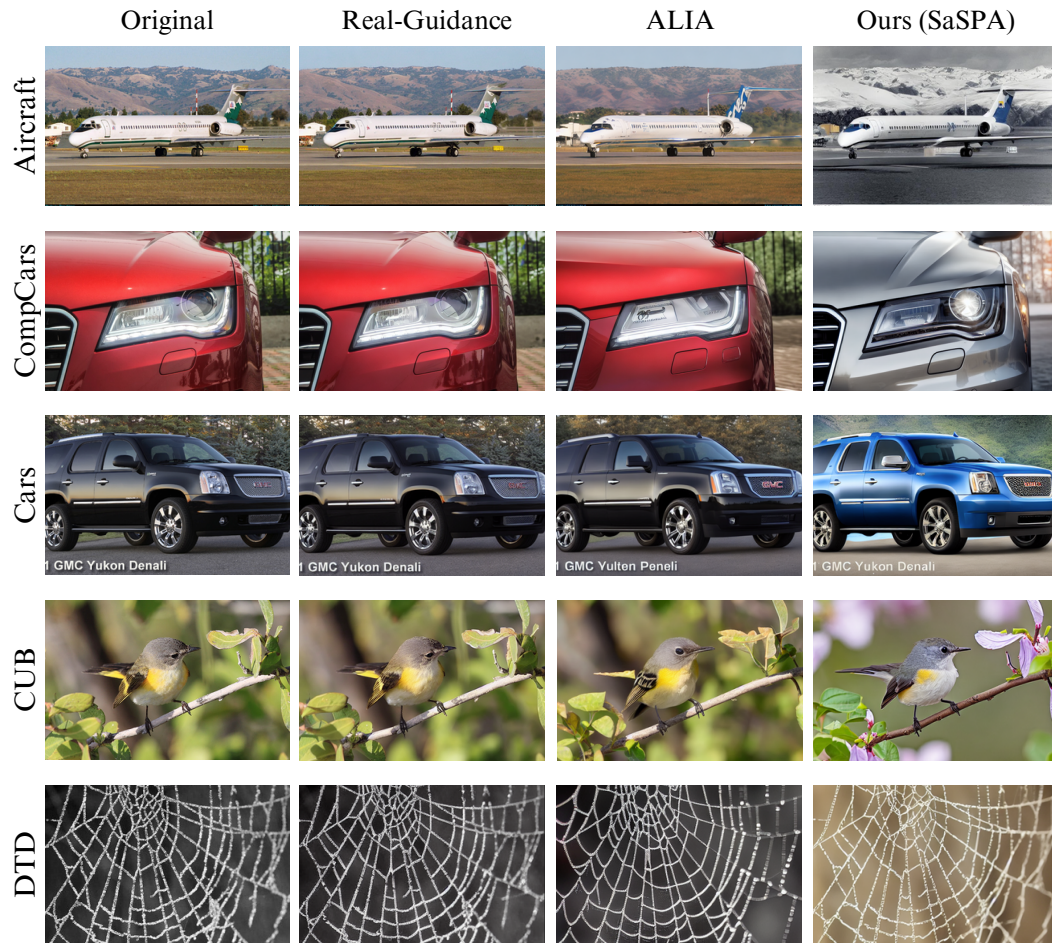 Original Real-Guidance ALIA Ours (SaSPA)
Aircraft
CompCars
Cars
GMC
1 GMC Yukon Denali 1 GMC Yukon Denali 1 GMC Yulten Peneli 1 GMC Yukon Denali
CUB
DTD